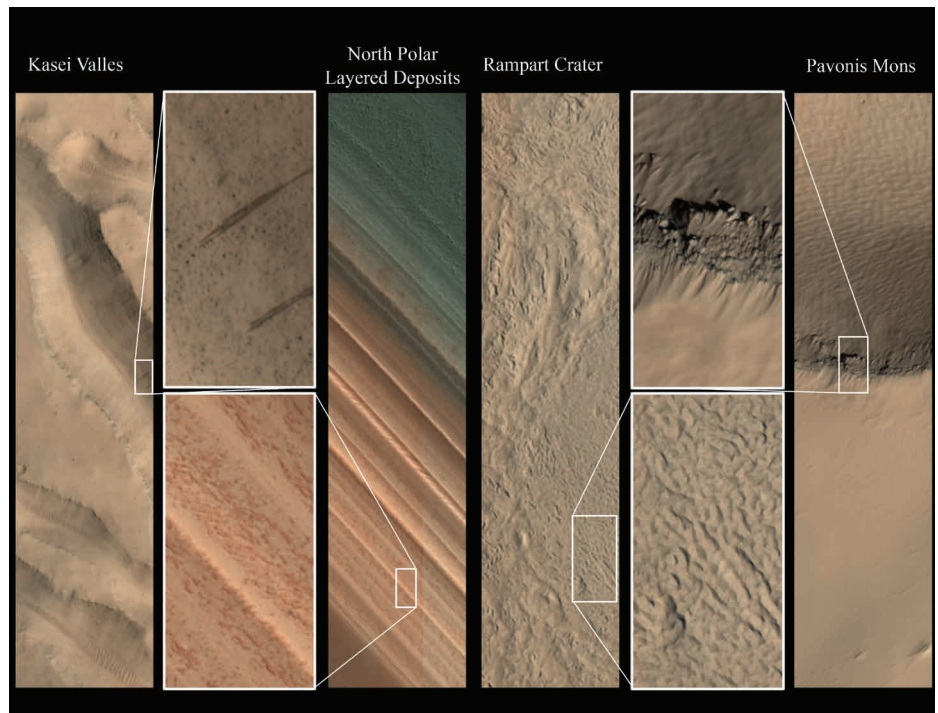 Kasei Valles
North Polar
Layered Deposits
Rampart Crater
Pavonis Mons